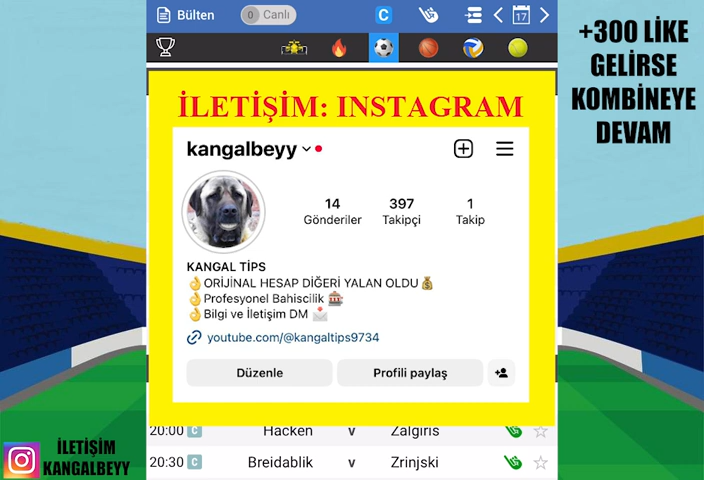 Bülten
0 Canlı
C
17
+300 LİKE
GELİRSE
KOMBİNEYE
DEVAM
İLETİŞİM: INSTAGRAM
kangalbeyy
14
397
1
Gönderiler
Takipçi
Takip
KANGAL TİPS
👌ORİJİNAL HESAP DİĞERİ YALAN OLDU💰
👌Profesyonel Bahiscilik 🎰
👌Bilgi ve İletişim DM 💌
youtube.com/@kangaltips9734
Düzenle
Profili paylaş
20:00 C Hacken v Zalgiris
20:30 C Breidablik v Zrinjski
İLETİŞİM
KANGALBEYY